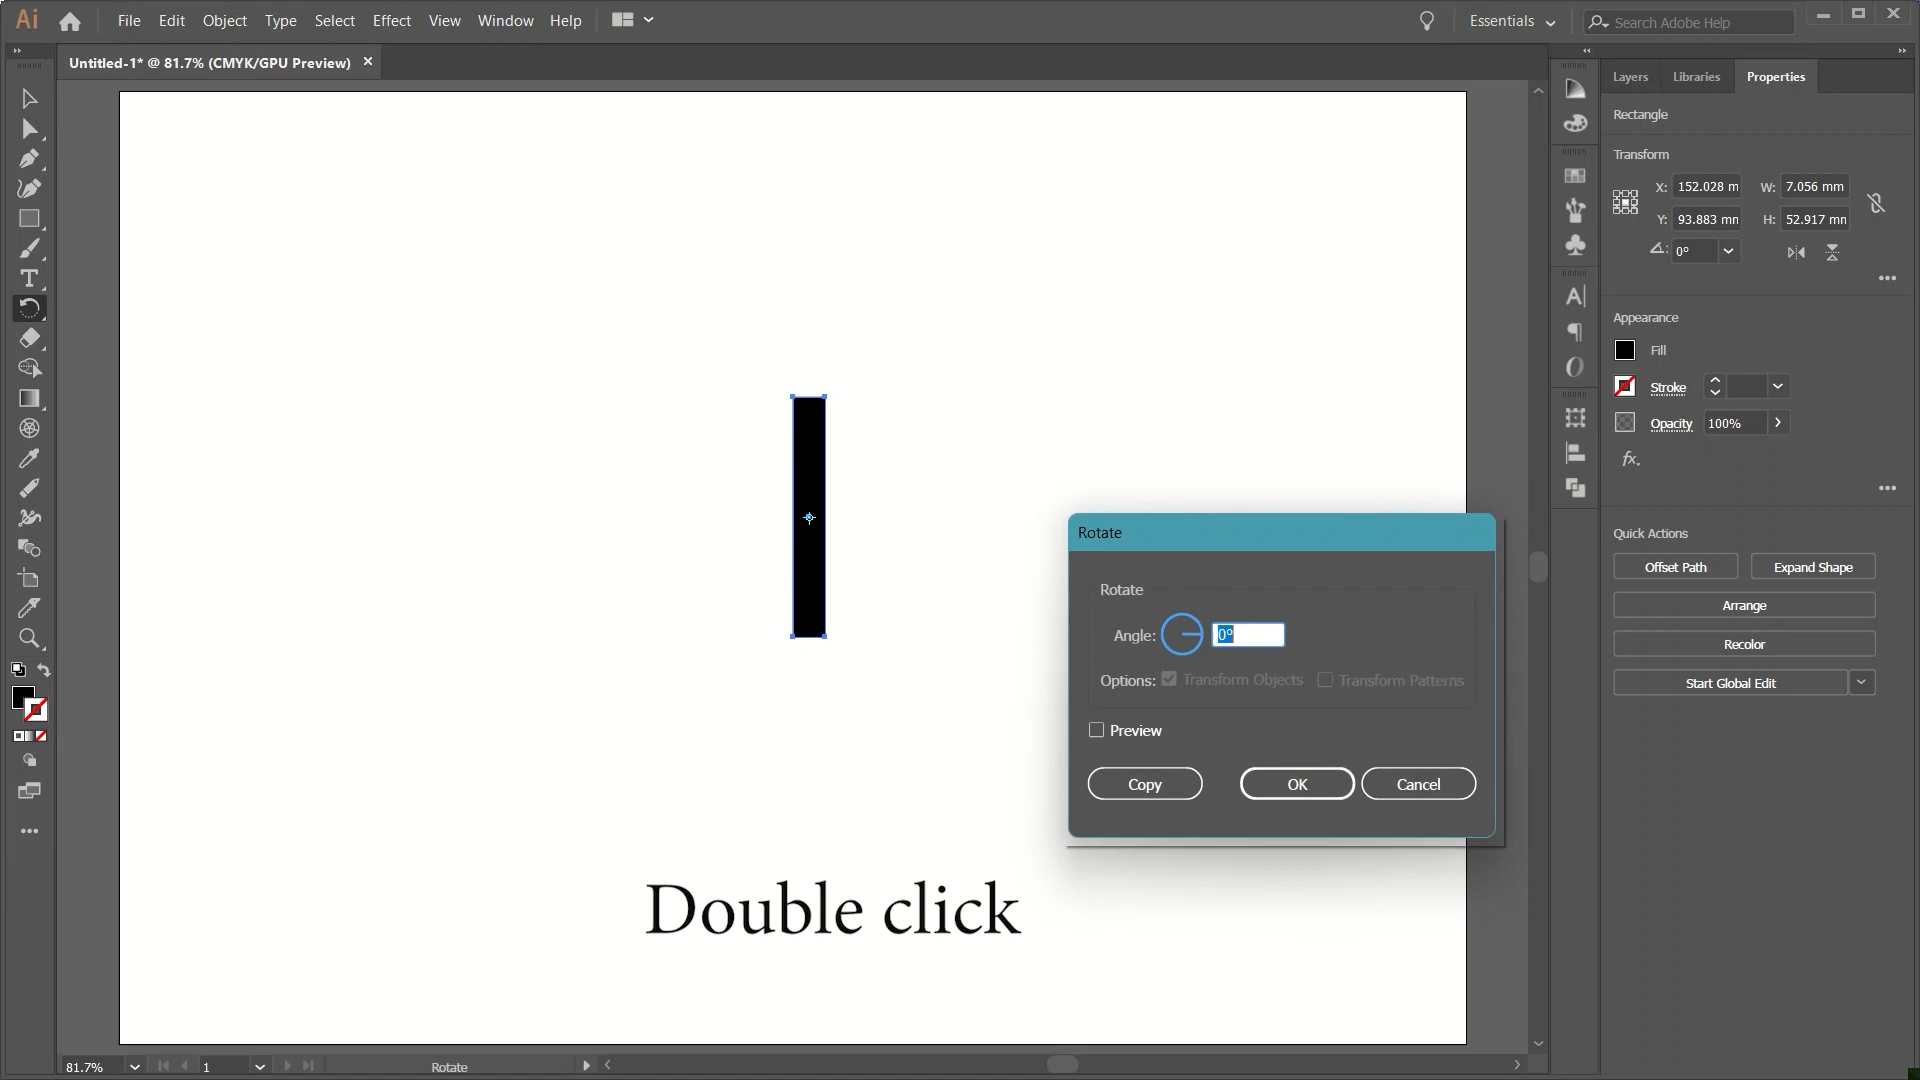 Ai File Edit Object Type Select Effect View Window Help Essentials Search Adobe Help
Untitled-1* @ 81.7% (CMYK/GPU Preview)
Layers Libraries Properties
Rectangle
Transform
X: 152.028 m W: 7.056 mm
Y: 93.883 mm H: 52.917 mm
0°
Appearance
Fill
Stroke
Opacity 100%
fx
Quick Actions
Offset Path Expand Shape
Arrange
Recolor
Start Global Edit
Rotate
Rotate
Angle: 0°
Options: Transform Objects Transform Patterns
Preview
Copy OK Cancel
Double click
81.7% 1 Rotate